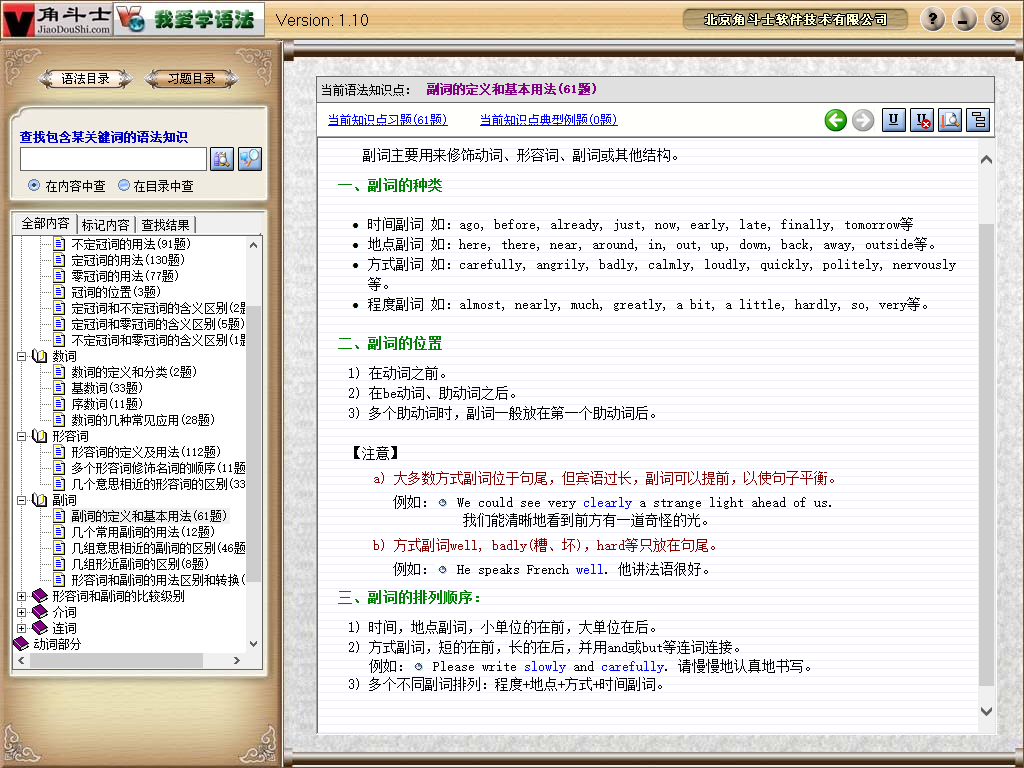 角斗士
JiaoDouShi.com
我爱学语法
Version: 1.10
北京角斗士软件技术有限公司
?
语法目录
习题目录
查找包含某关键词的语法知识
在内容中查
在目录中查
全部内容
标记内容
查找结果
不定冠词的用法(91题)
定冠词的用法(130题)
零冠词的用法(77题)
冠词的位置(3题)
定冠词和不定冠词的含义区别(2题
定冠词和零冠词的含义区别(5题)
不定冠词和零冠词的含义区别(1题
数词
数词的定义和分类(2题)
基数词(33题)
序数词(11题)
数词的几种常见应用(28题)
形容词
形容词的定义及用法(112题)
多个形容词修饰名词的顺序(11题
几个意思相近的形容词的区别(33
副词
副词的定义和基本用法(61题)
几个常用副词的用法(12题)
几组意思相近的副词的区别(46题
几组形近副词的区别(8题)
形容词和副词的用法区别和转换(
形容词和副词的比较级别
介词
连词
动词部分
当前语法知识点： 副词的定义和基本用法(61题)
当前知识点习题(61题)
当前知识点典型例题(0题)
副词主要用来修饰动词、形容词、副词或其他结构。
一、副词的种类
• 时间副词 如：ago, before, already, just, now, early, late, finally, tomorrow等
• 地点副词 如：here, there, near, around, in, out, up, down, back, away, outside等。
• 方式副词 如：carefully, angrily, badly, calmly, loudly, quickly, politely, nervously
等。
• 程度副词 如：almost, nearly, much, greatly, a bit, a little, hardly, so, very等。
二、副词的位置
1) 在动词之前。
2) 在be动词、助动词之后。
3) 多个助动词时，副词一般放在第一个助动词后。
【注意】
a) 大多数方式副词位于句尾，但宾语过长，副词可以提前，以使句子平衡。
例如： We could see very clearly a strange light ahead of us.
我们能清晰地看到前方有一道奇怪的光。
b) 方式副词well, badly(糟、坏)，hard等只放在句尾。
例如： He speaks French well. 他讲法语很好。
三、副词的排列顺序：
1) 时间，地点副词，小单位的在前，大单位在后。
2) 方式副词，短的在前，长的在后，并用and或but等连词连接。
例如： Please write slowly and carefully. 请慢慢地认真地书写。
3) 多个不同副词排列：程度+地点+方式+时间副词。